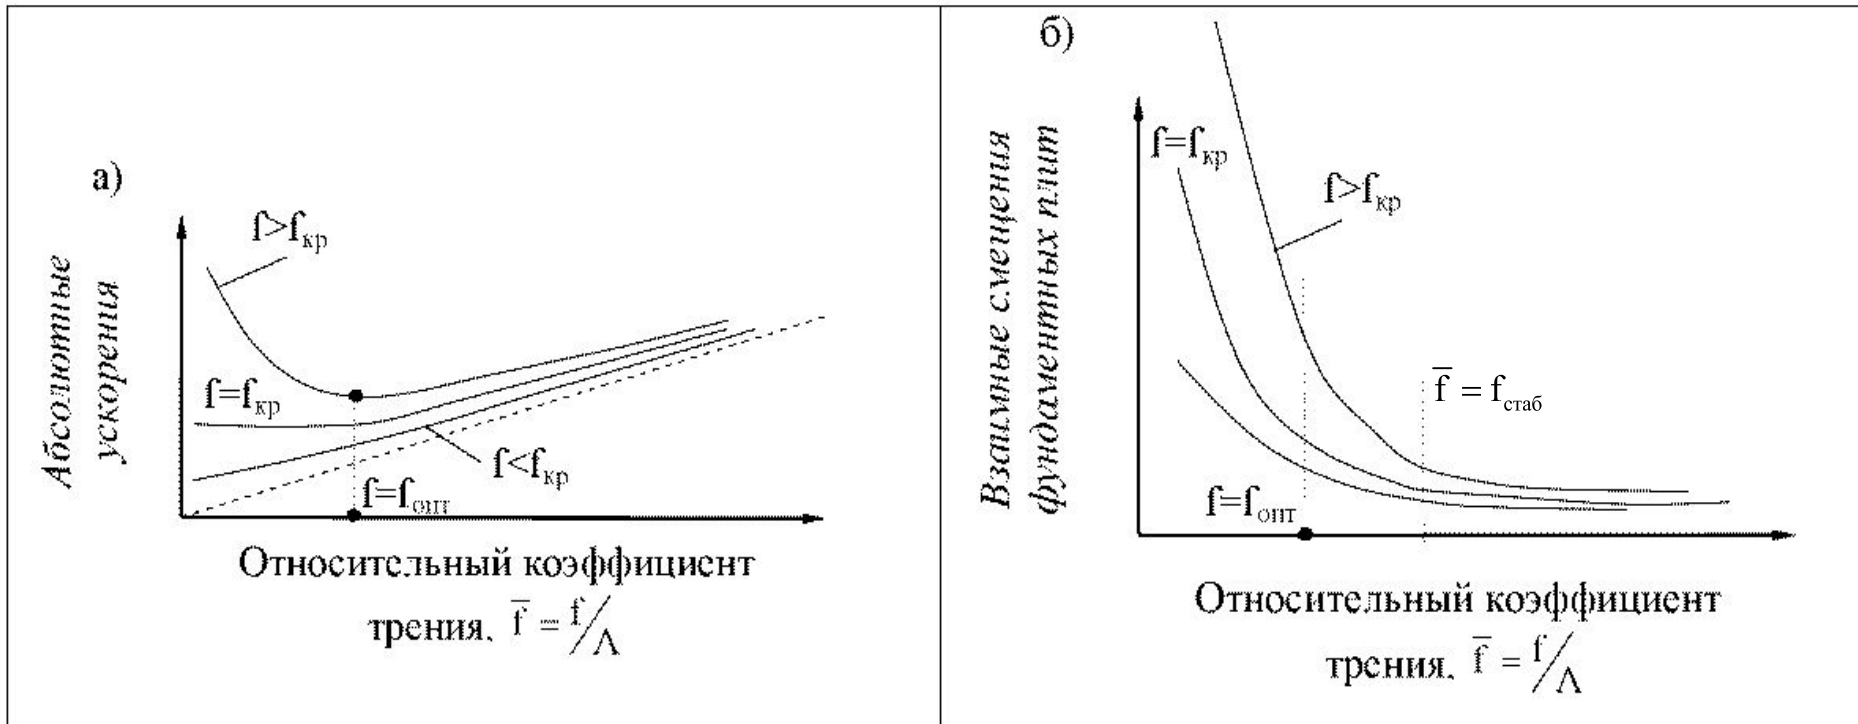 а)
f>fкр
f=fкр
f<fкр
f=fопт
Абсолютные
ускорения
Относительный коэффициент
трения, f̅ = f/Λ
б)
f=fкр
f>fкр
f̅ = fстаб
f=fопт
Взаимные смещения
фундаментных плит
Относительный коэффициент
трения, f̅ = f/Λ